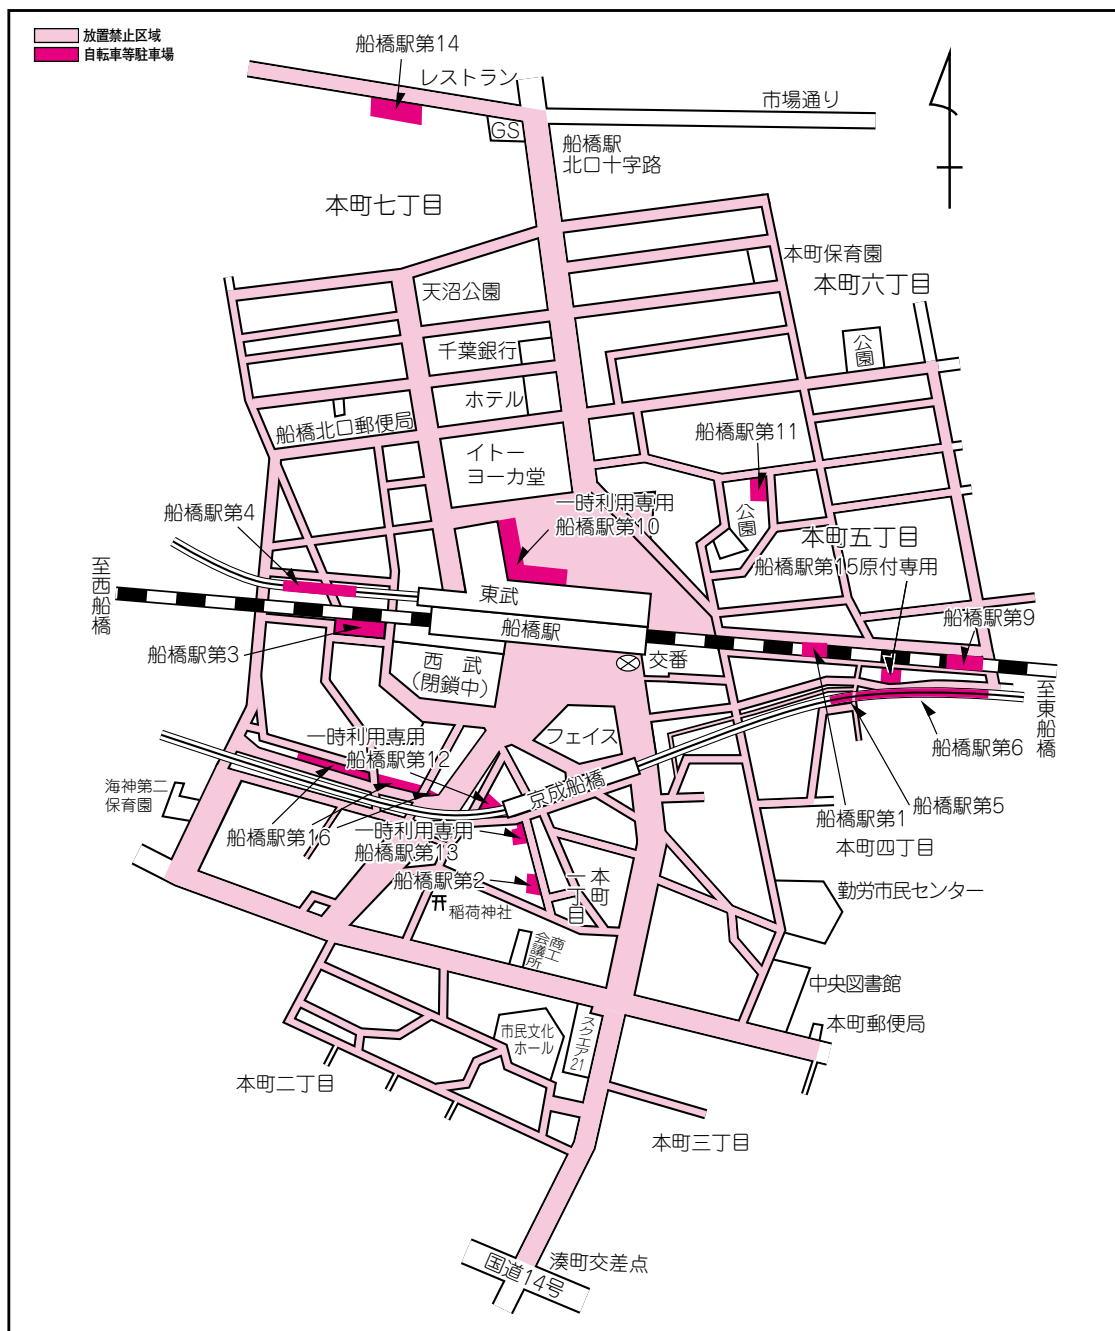 放置禁止区域
自転車等駐車場
船橋駅第14
レストラン
市場通り
GS
船橋駅
北口十字路
本町七丁目
本町保育園
本町六丁目
天沼公園
公園
千葉銀行
ホテル
船橋北口郵便局
船橋駅第11
イトー
ヨーカ堂
一時利用専用
船橋駅第10
公園
船橋駅第4
本町五丁目
船橋駅第15原付専用
至西船橋
東武
船橋駅
船橋駅第9
船橋駅第3
西武
(閉鎖中)
交番
至東船橋
一時利用専用
船橋駅第12
フェイス
船橋駅第6
京成船橋
海神第二
保育園
船橋駅第5
船橋駅第16
一時利用専用
船橋駅第13
船橋駅第1
本町四丁目
船橋駅第2
本町
一丁目
勤労市民センター
稲荷神社
商工
会議所
中央図書館
本町郵便局
市民文化
ホール
スクエア21
本町二丁目
本町三丁目
湊町交差点
国道14号